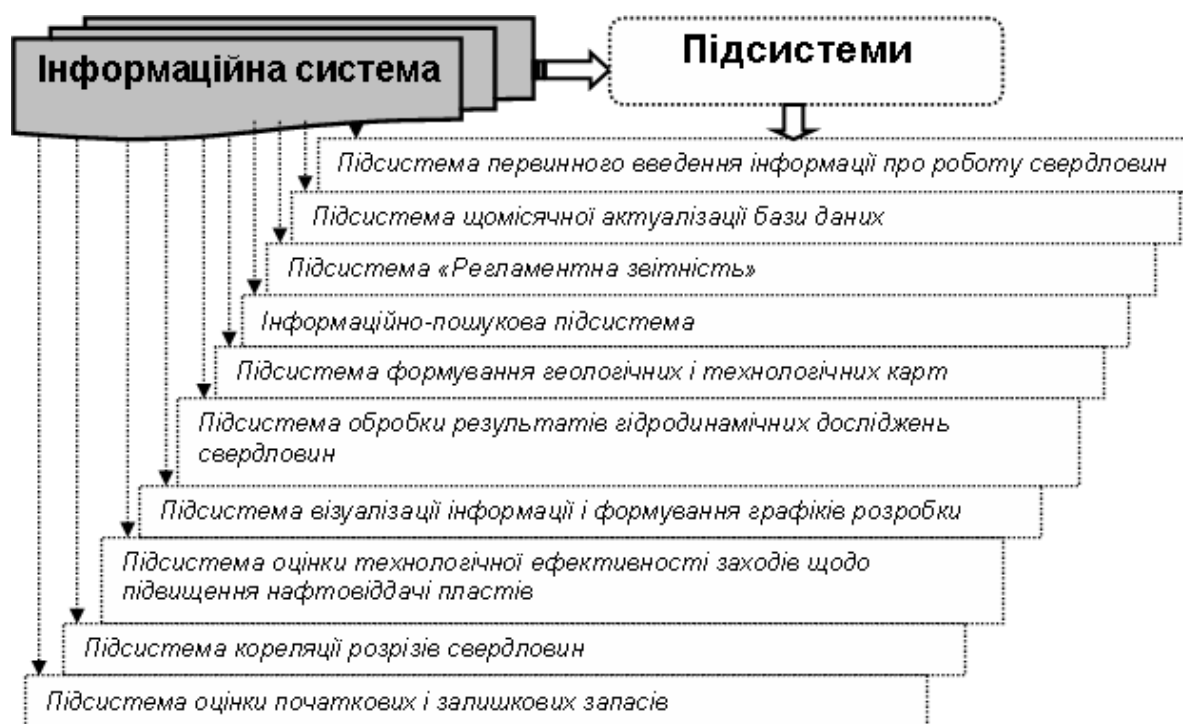 Інформаційна система
Підсистеми
Підсистема первинного введення інформації про роботу свердловин
Підсистема щомісячної актуалізації бази даних
Підсистема «Регламентна звітність»
Інформаційно-пошукова підсистема
Підсистема формування геологічних і технологічних карт
Підсистема обробки результатів гідродинамічних досліджень
свердловин
Підсистема візуалізації інформації і формування графіків розробки
Підсистема оцінки технологічної ефективності заходів щодо
підвищення нафтовіддачі пластів
Підсистема кореляції розрізів свердловин
Підсистема оцінки початкових і залишкових запасів